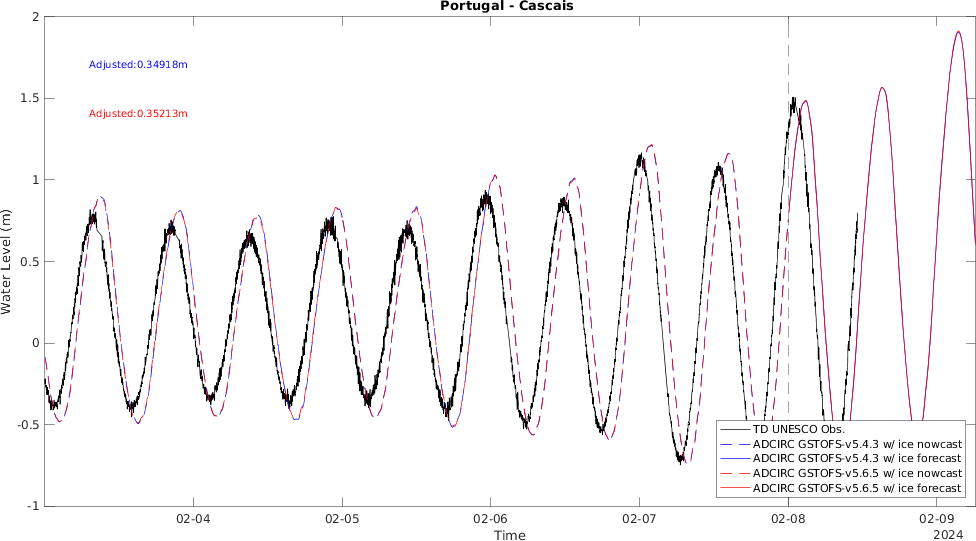 Portugal - Cascais
2
Adjusted:0.34918m
1.5
Adjusted:0.35213m
1
0.5
0
-0.5
-1
Water Level (m)
TD UNESCO Obs.
ADCIRC GSTOFS-v5.4.3 w/ ice nowcast
ADCIRC GSTOFS-v5.4.3 w/ ice forecast
ADCIRC GSTOFS-v5.6.5 w/ ice nowcast
ADCIRC GSTOFS-v5.6.5 w/ ice forecast
02-04 02-05 02-06 02-07 02-08 02-09
Time
2024